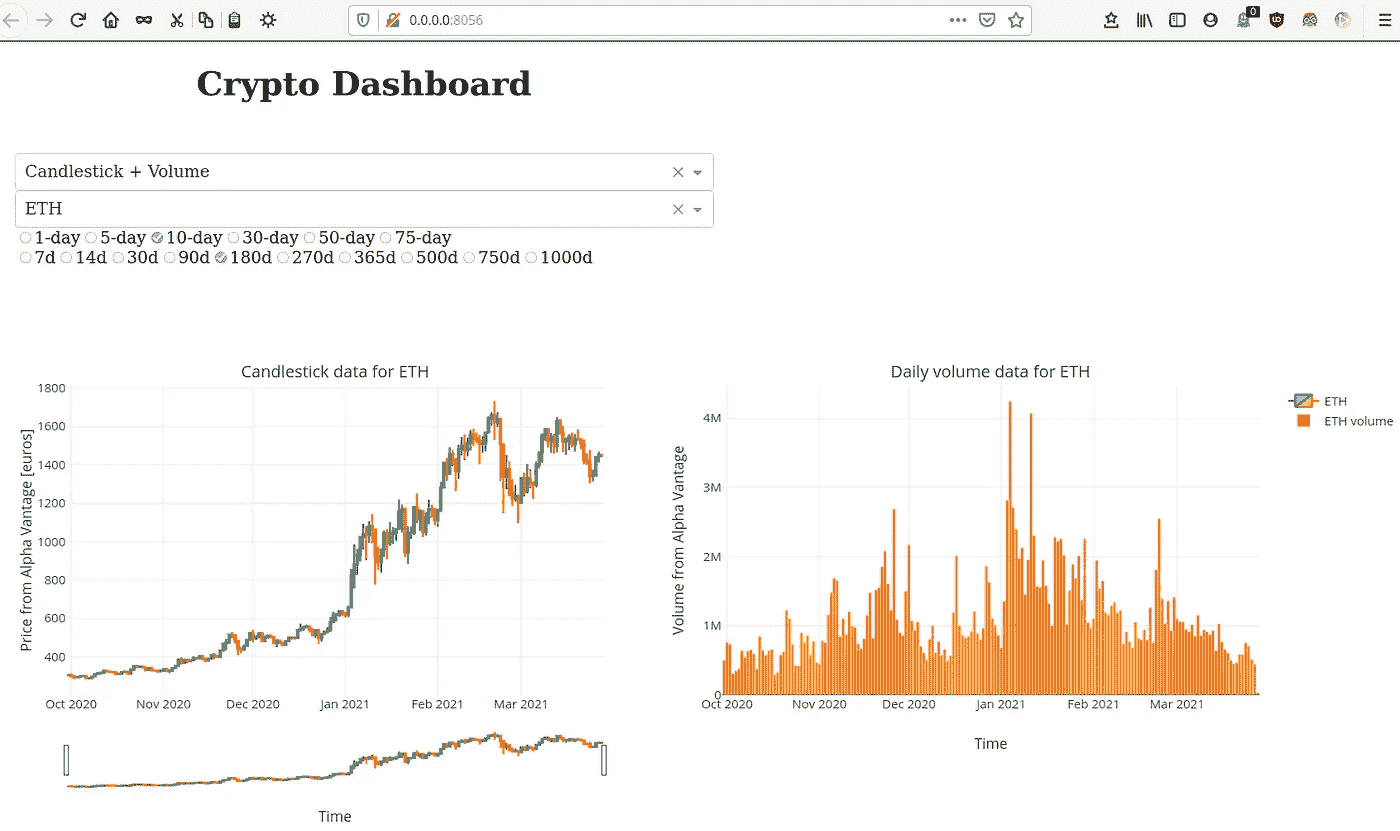 0.0.0.0:8056
0
Crypto Dashboard
Candlestick + Volume
ETH
1-day 5-day 10-day 30-day 50-day 75-day
7d 14d 30d 90d 180d 270d 365d 500d 750d 1000d
Candlestick data for ETH
Price from Alpha Vantage [euros]
1800
1600
1400
1200
1000
800
600
400
Oct 2020 Nov 2020 Dec 2020 Jan 2021 Feb 2021 Mar 2021
Time
Daily volume data for ETH
Volume from Alpha Vantage
4M
3M
2M
1M
0
Oct 2020 Nov 2020 Dec 2020 Jan 2021 Feb 2021 Mar 2021
Time
ETH
ETH volume